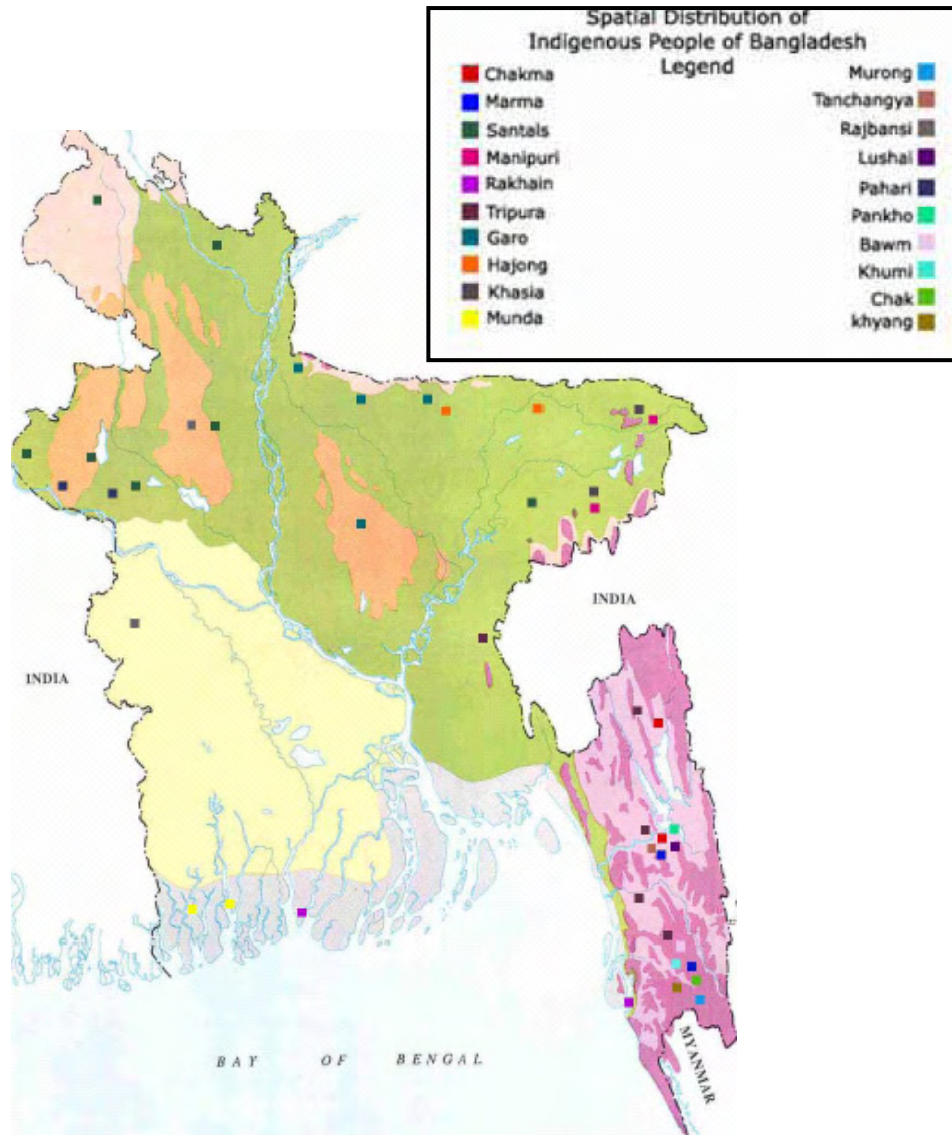 Spatial Distribution of
Indigenous People of Bangladesh
Legend
Chakma
Marma
Santals
Manipuri
Rakhain
Tripura
Garo
Hajong
Khasia
Munda
Murong
Tanchangya
Rajbansi
Lushai
Pahari
Pankho
Bawm
Khumi
Chak
khyang
INDIA
INDIA
MYANMAR
BAY OF BENGAL